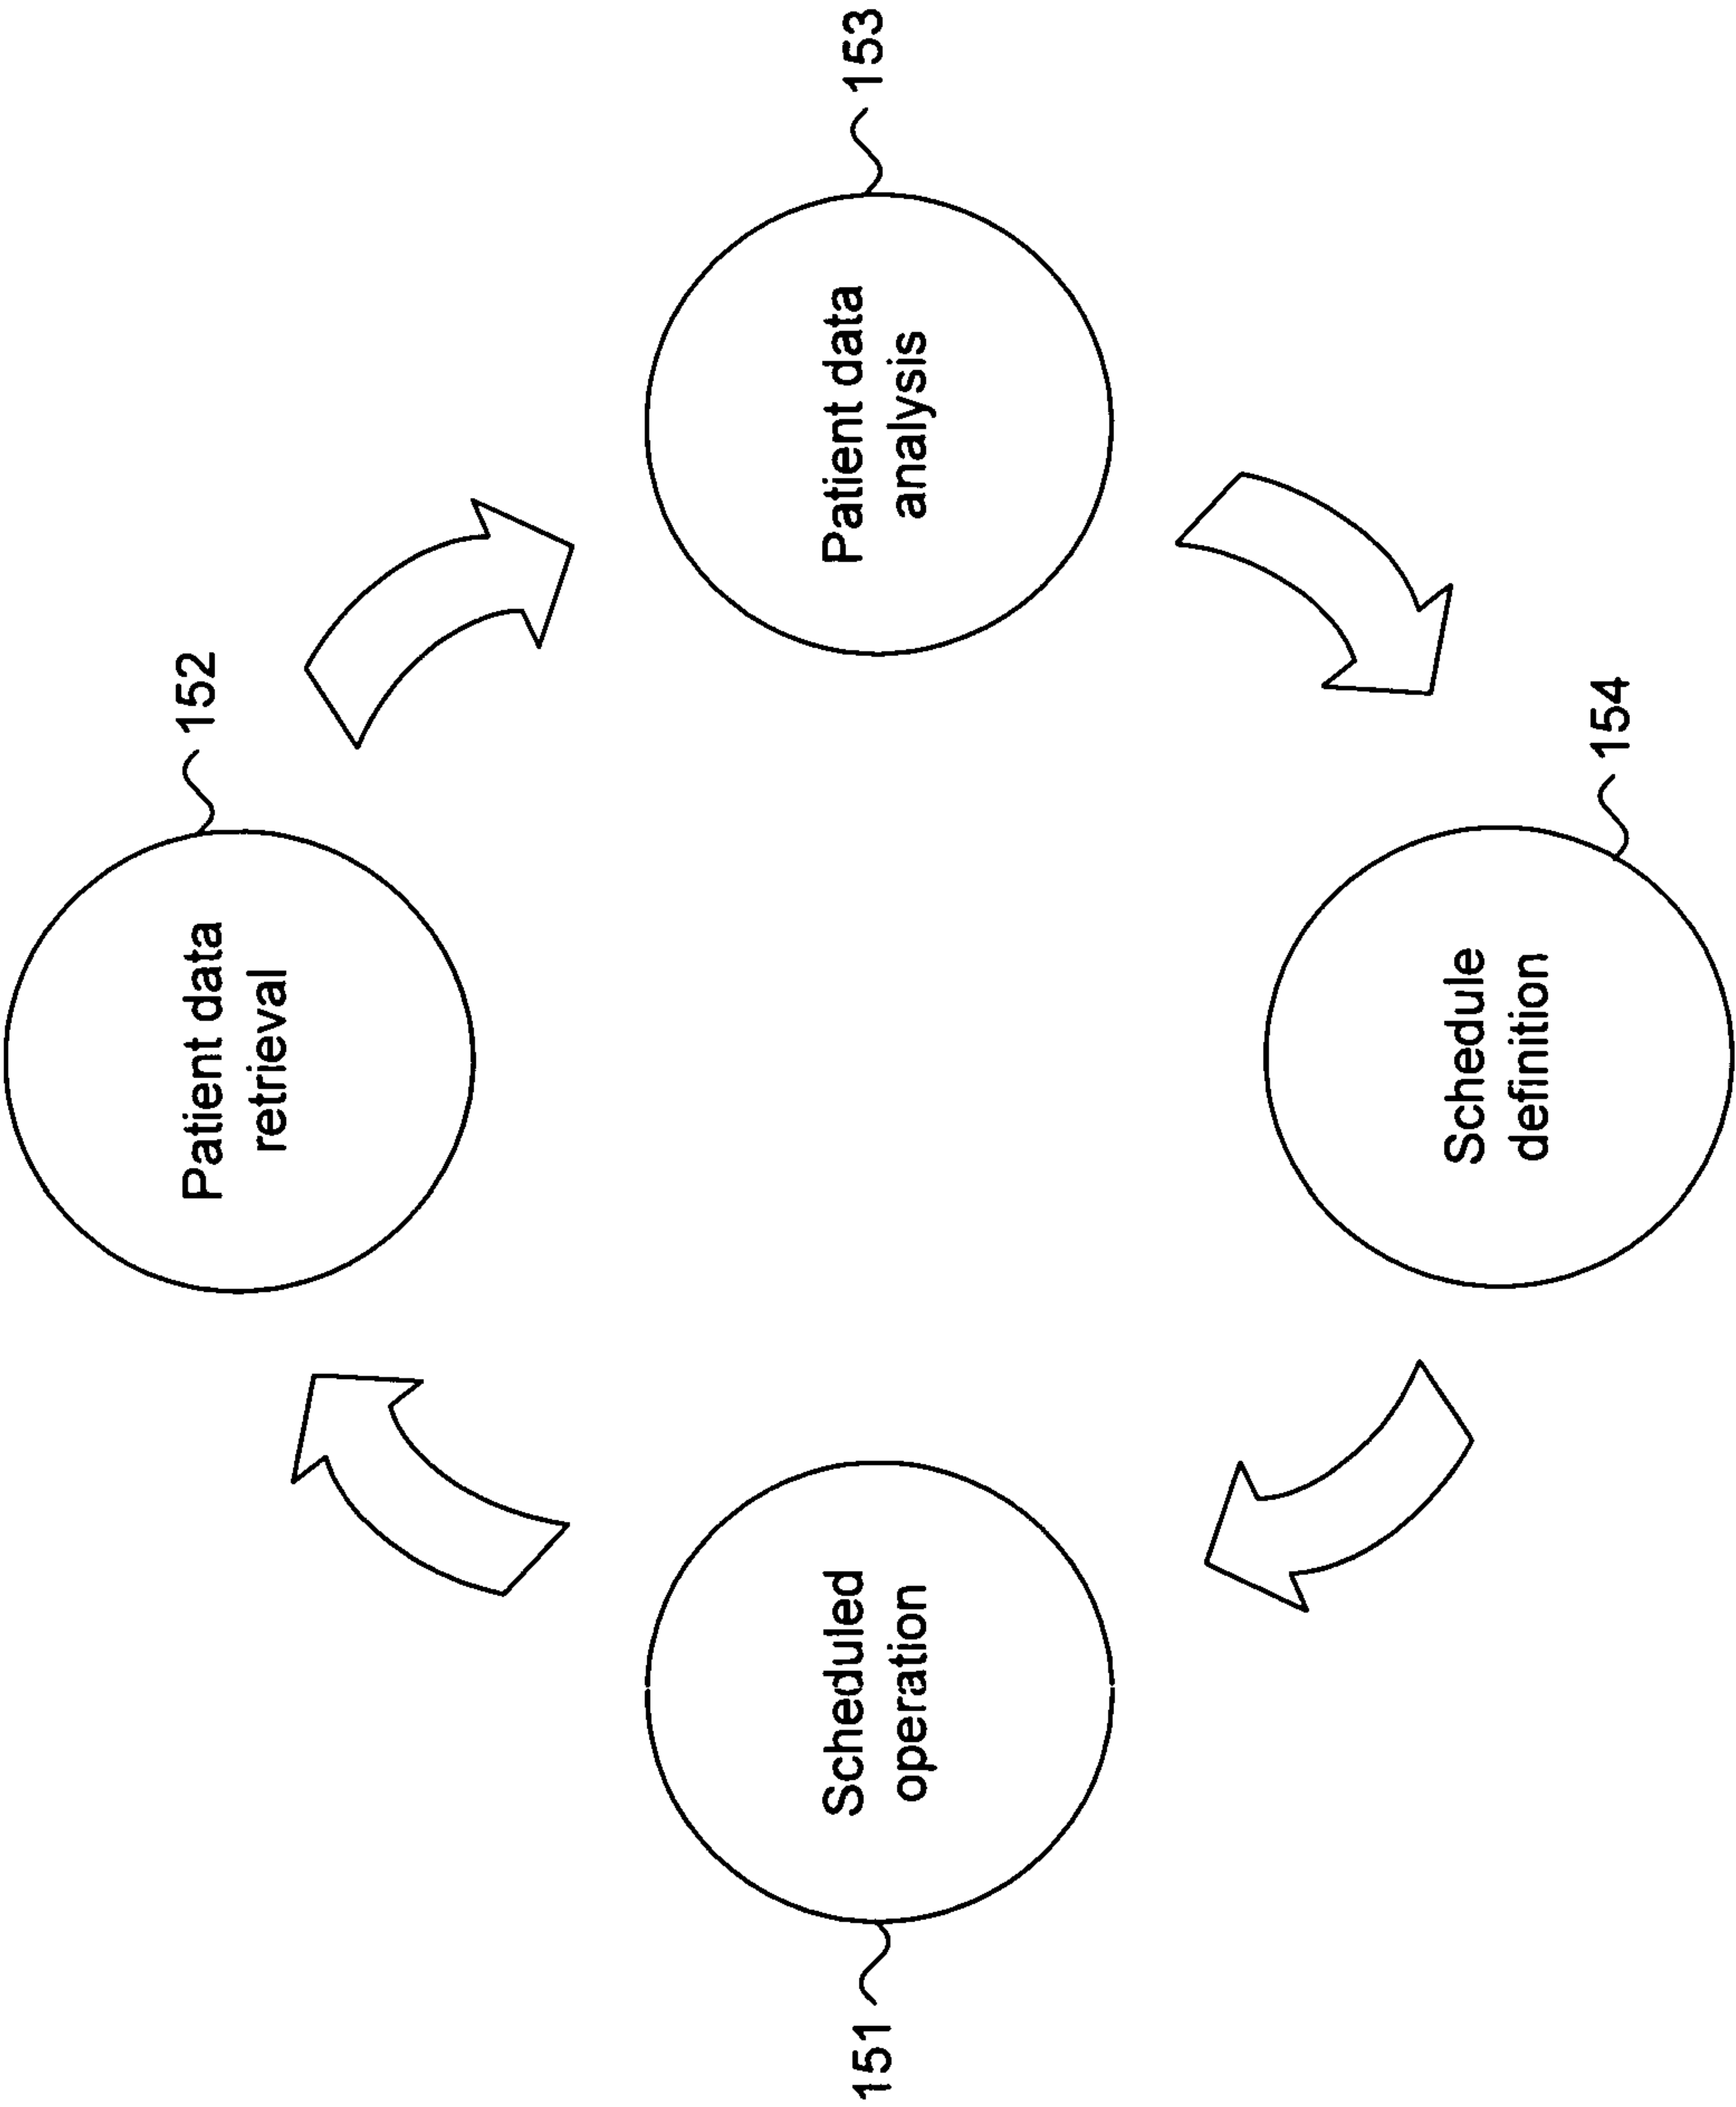 152
Patient data
retrieval
153
Patient data
analysis
154
Schedule
definition
151
Scheduled
operation